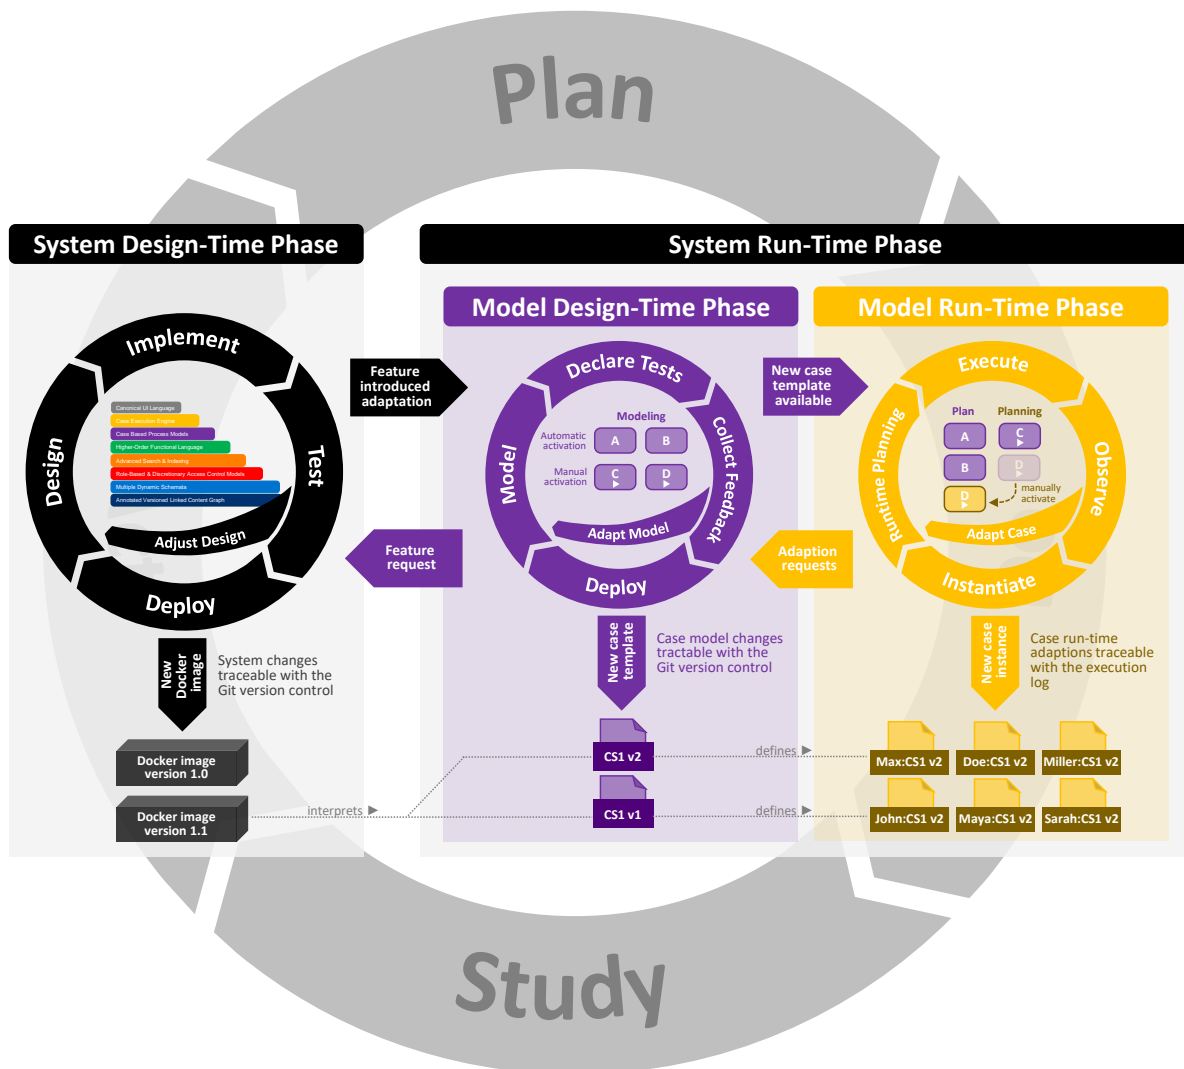 Plan
System Design-Time Phase
System Run-Time Phase
Model Design-Time Phase
Model Run-Time Phase
Implement
Test
Deploy
Design
Adjust Design
Canonical UI Language
Case Execution Engine
Case Based Process Models
Higher-Order Functional Language
Advanced Search & Indexing
Role-Based & Discretionary Access Control Models
Multiple Dynamic Schemata
Annotated Versioned Linked Content Graph
Feature
introduced
adaptation
Feature
request
Declare Tests
Collect Feedback
Deploy
Model
Adapt Model
Modeling
Automatic
activation
A
B
Manual
activation
C
D
New case
template
available
Adaption
requests
Execute
Observe
Instantiate
Runtime Planning
Adapt Case
Plan
Planning
A
C
B
D
D
manually
activate
New
Docker
image
System changes
traceable with the
Git version control
New case
template
Case model changes
tractable with the
Git version control
New case
instance
Case run-time
adaptions traceable
with the execution
log
Docker image
version 1.0
Docker image
version 1.1
interprets
CS1 v2
CS1 v1
defines
defines
Max:CS1 v2
Doe:CS1 v2
Miller:CS1 v2
John:CS1 v2
Maya:CS1 v2
Sarah:CS1 v2
Study